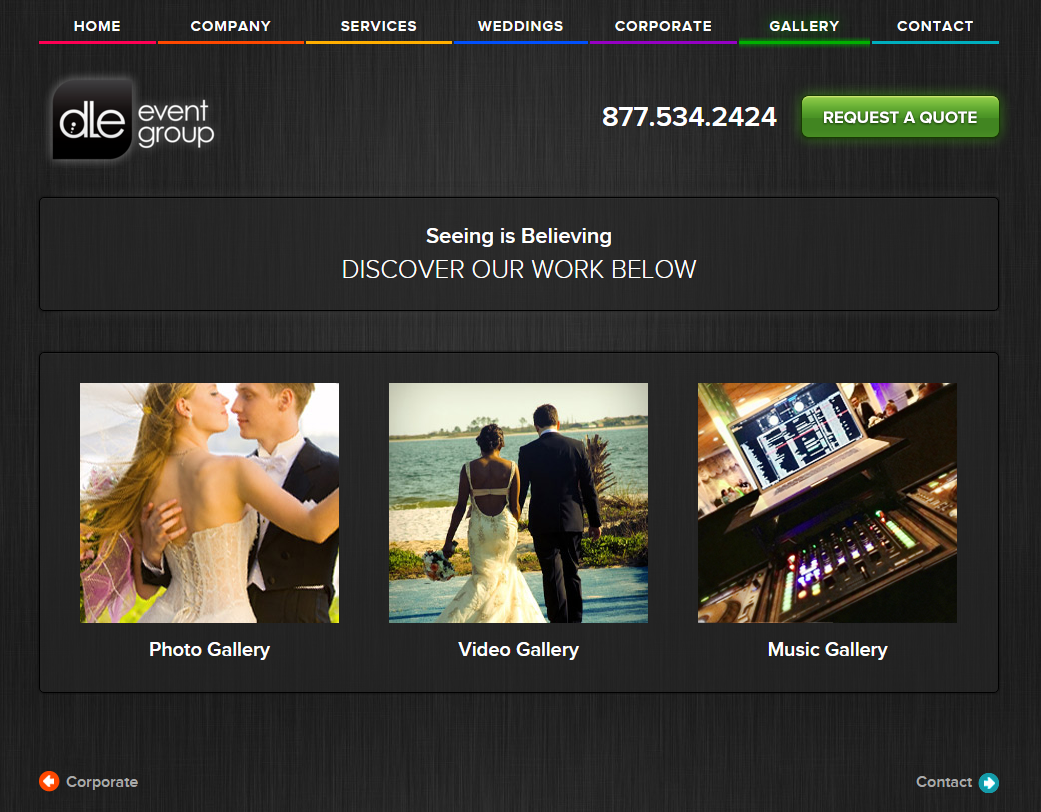 HOME COMPANY SERVICES WEDDINGS CORPORATE GALLERY CONTACT
dle event group
877.534.2424
REQUEST A QUOTE
Seeing is Believing
DISCOVER OUR WORK BELOW
Photo Gallery
Video Gallery
Music Gallery
Corporate
Contact